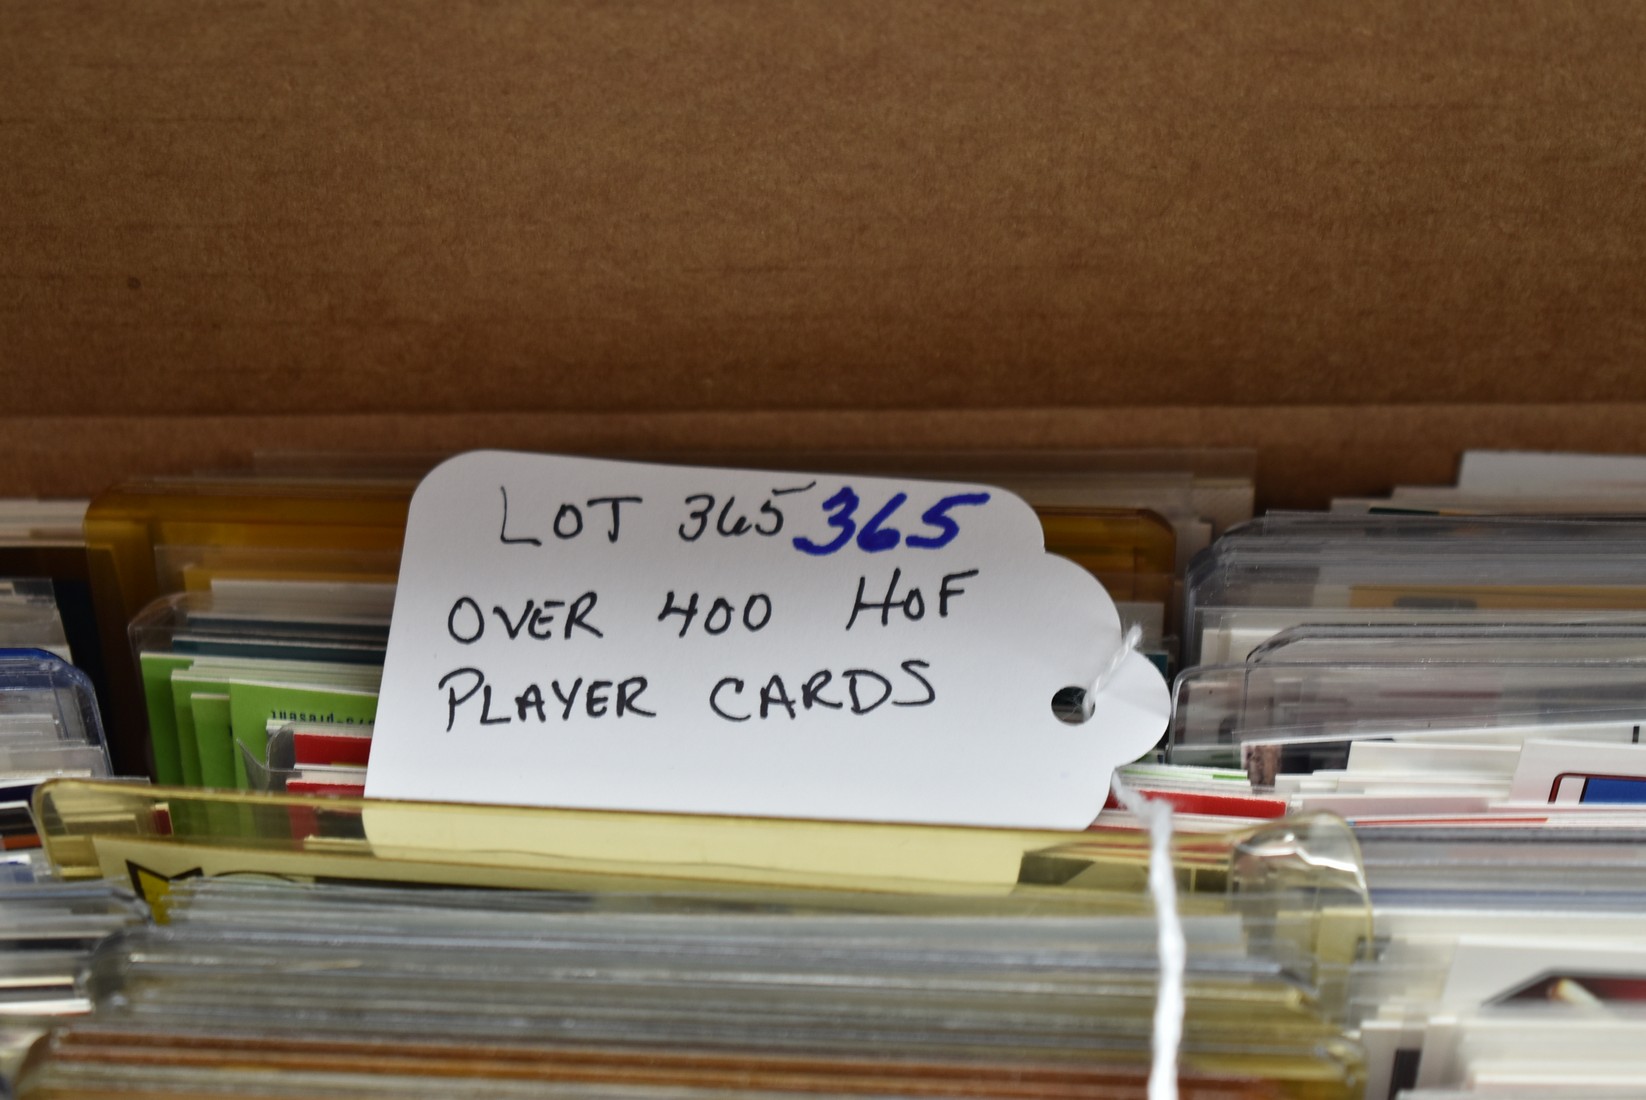 LOT 365 365
OVER 400 HOF
PLAYER CARDS